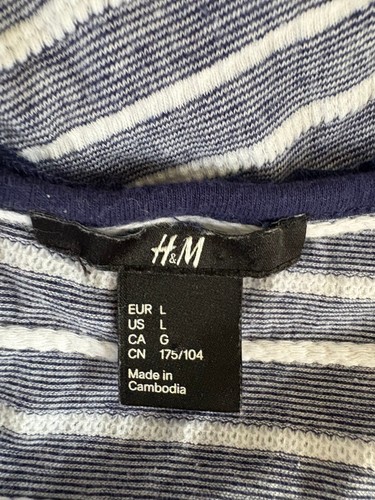 H&M
EUR L
US L
CA G
CN 175/104
Made in
Cambodia